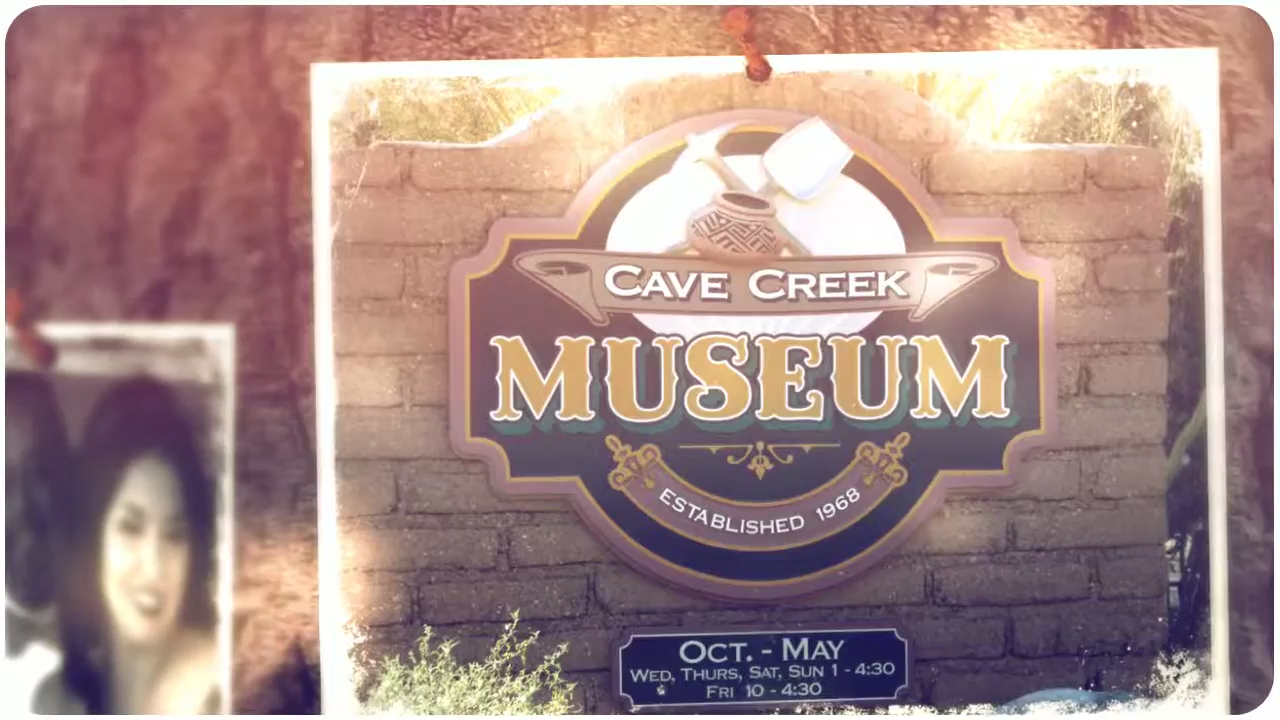 CAVE CREEK
MUSEUM
ESTABLISHED 1968
OCT. - MAY
WED, THURS, SAT, SUN 1 - 4:30
FRI 10 - 4:30